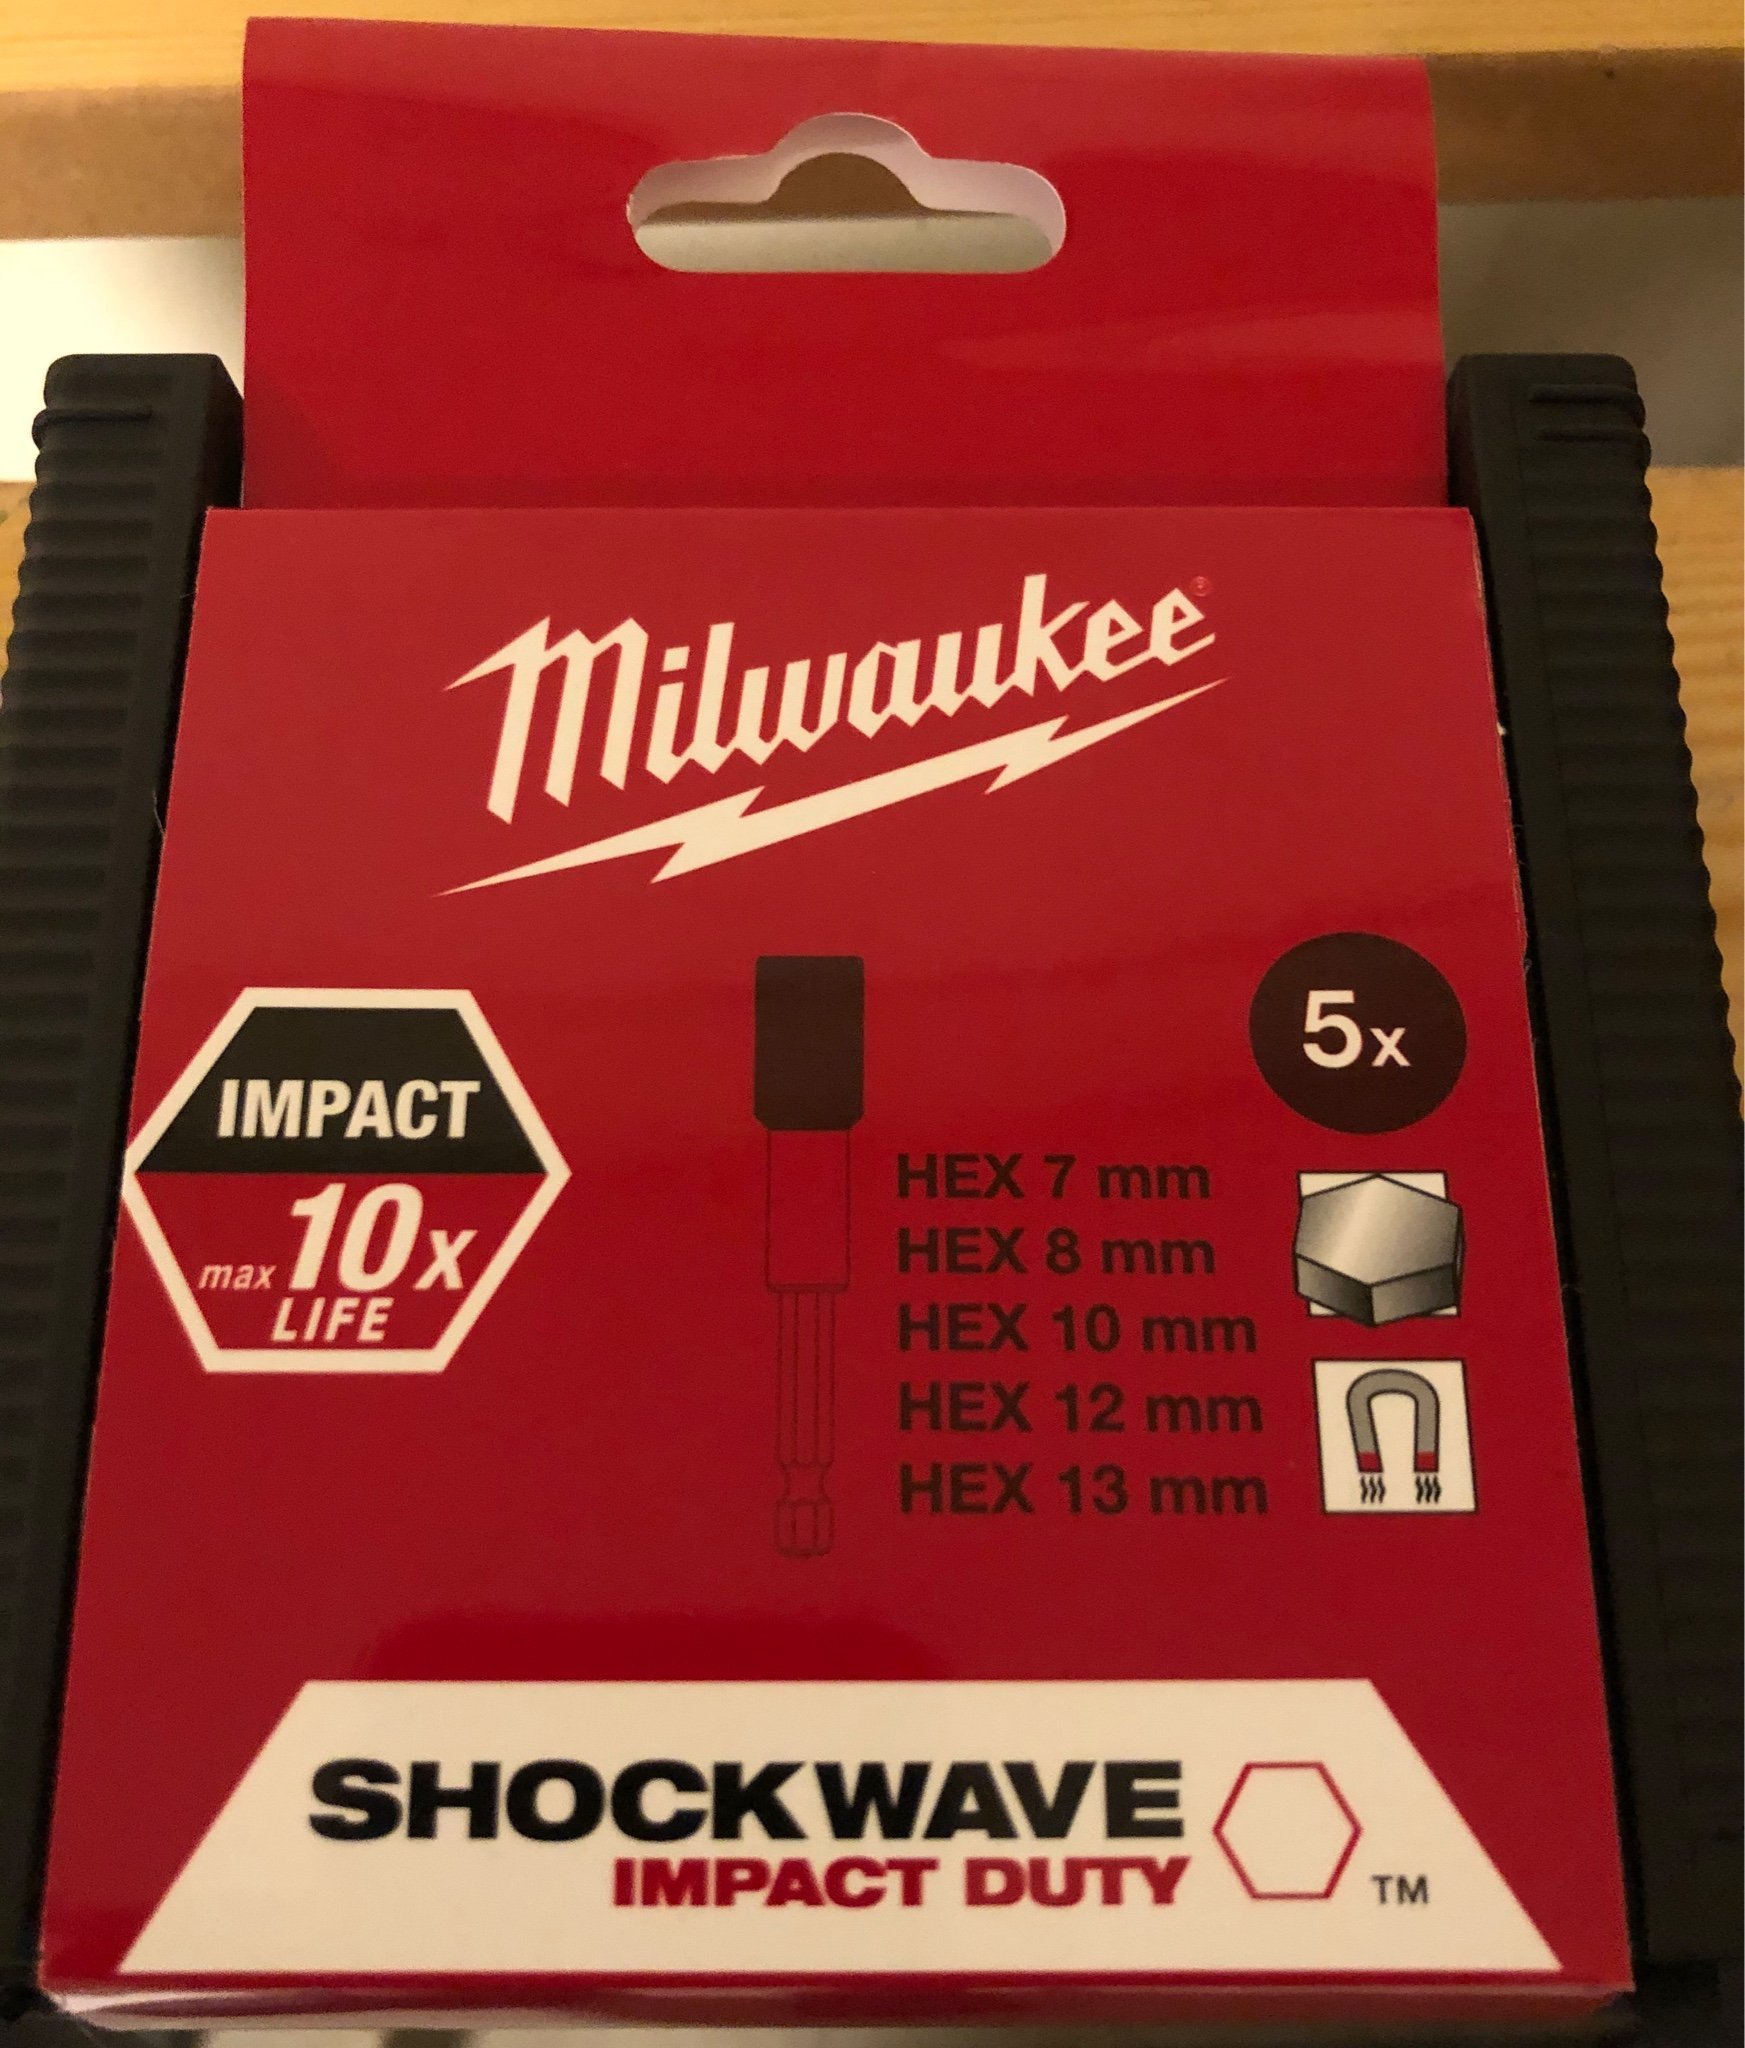 Milwaukee®
5x
IMPACT
max 10x
LIFE
HEX 7 mm
HEX 8 mm
HEX 10 mm
HEX 12 mm
HEX 13 mm
SHOCKWAVE
IMPACT DUTY ™